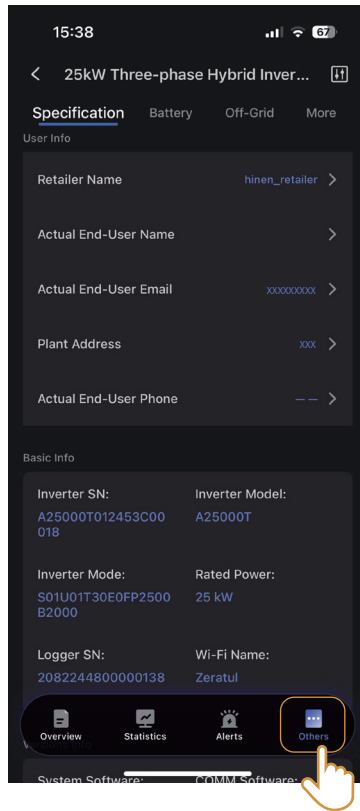 15:38
67
25kW Three-phase Hybrid Inver...
Specification Battery Off-Grid More
User Info
Retailer Name hinen_retailer
Actual End-User Name
Actual End-User Email xxxxxxxxx
Plant Address xxx
Actual End-User Phone — —
Basic Info
Inverter SN: Inverter Model:
A25000T012453C00 A25000T
018
Inverter Mode: Rated Power:
S01U01T30E0FP2500 25 kW
B2000
Logger SN: Wi-Fi Name:
2082244800000138 Zeratul
Overview Statistics Alerts Others
System Software: COMM Software: